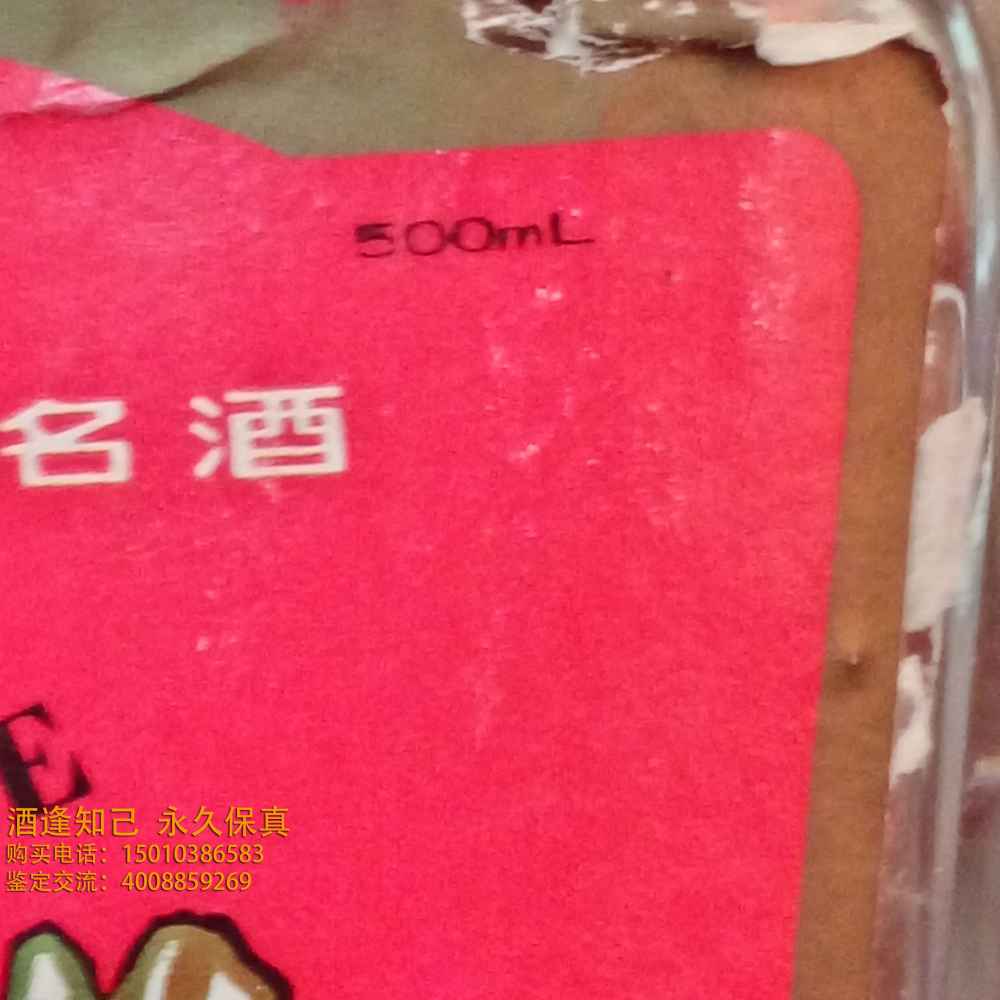 500mL
名酒
E
酒逢知己 永久保真
购买电话：15010386583
鉴定交流：4008859269